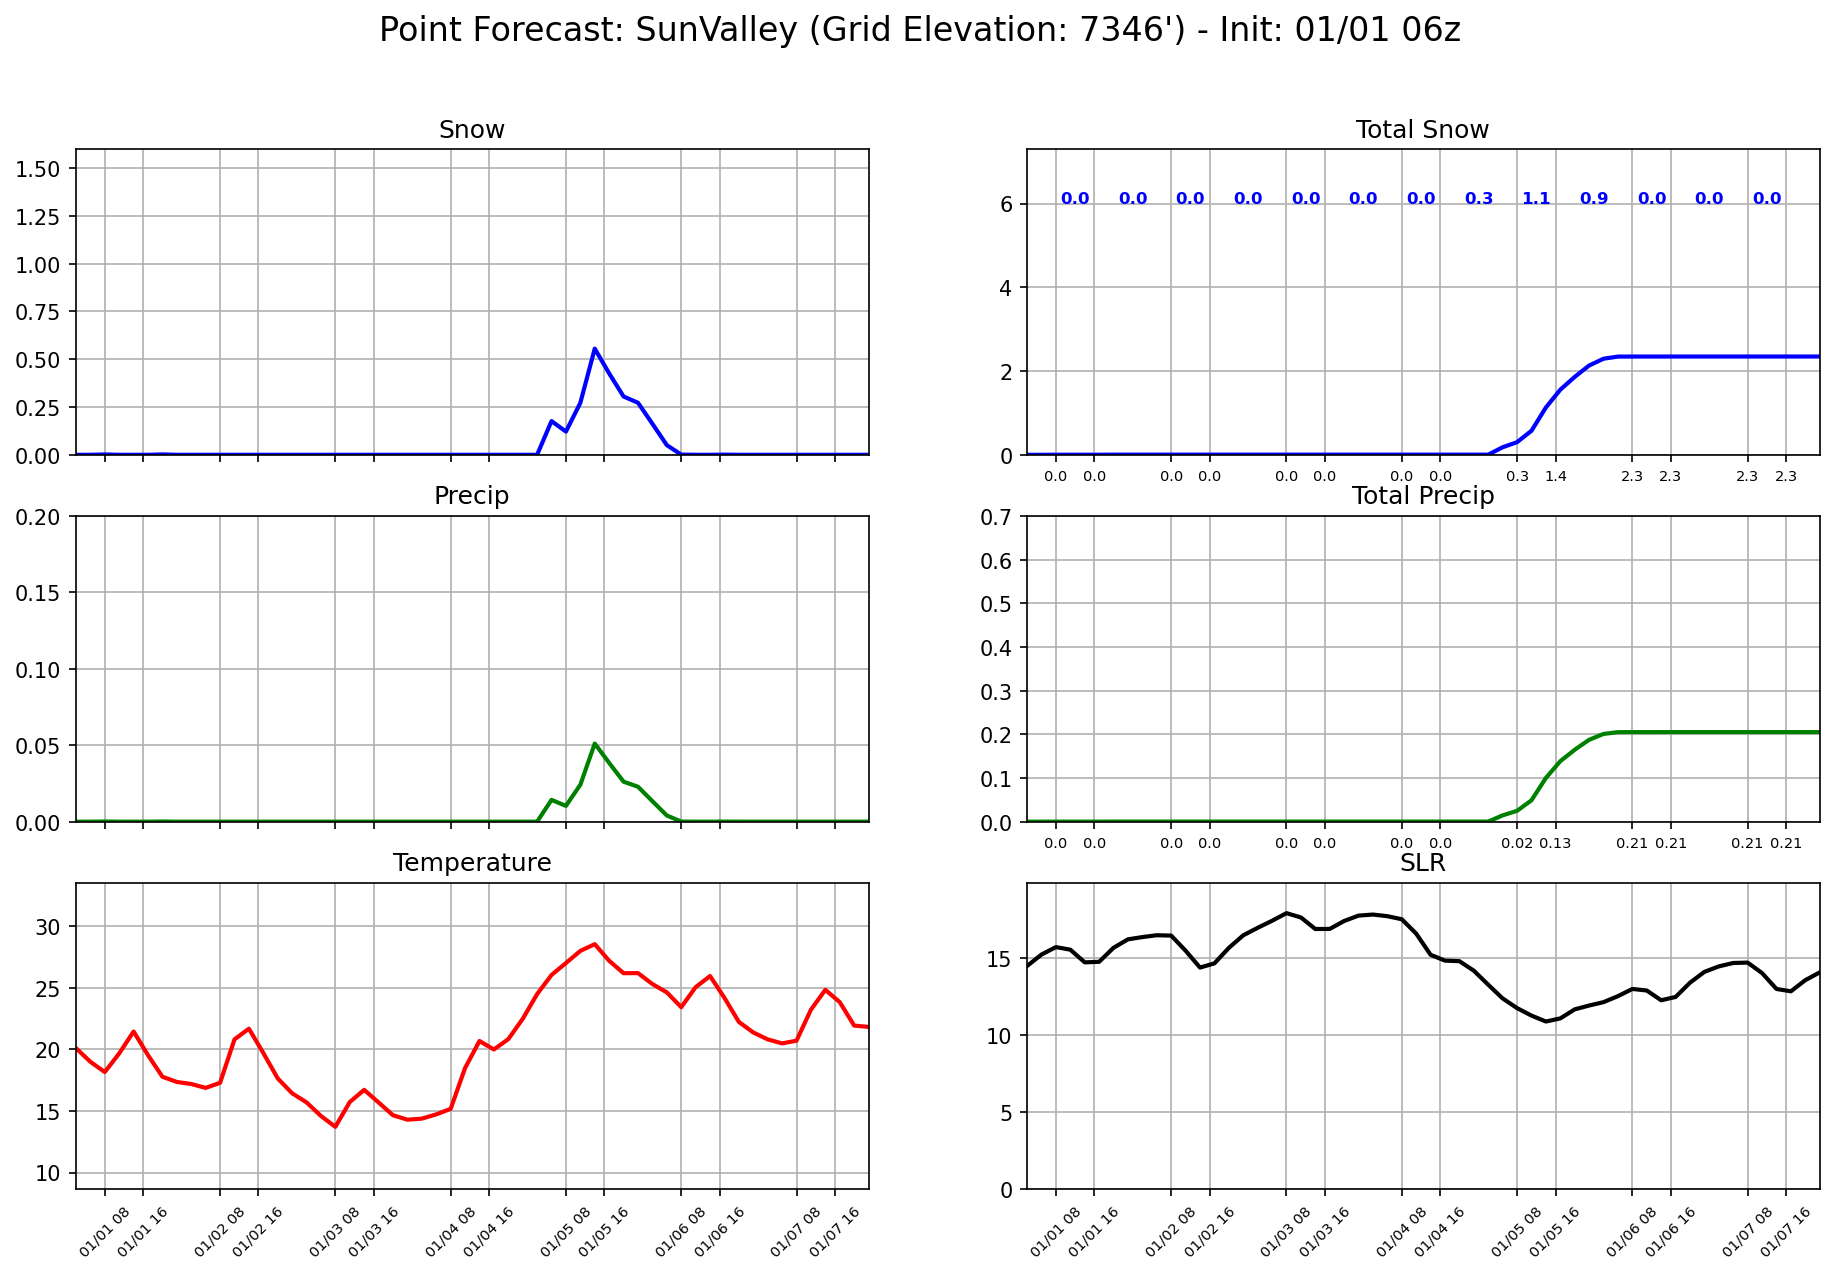 Point Forecast: SunValley (Grid Elevation: 7346') - Init: 01/01 06z
Snow
1.50
1.25
1.00
0.75
0.50
0.25
0.00
Total Snow
6
4
2
0
0.0 0.0 0.0 0.0 0.0 0.0 0.0 0.3 1.1 0.9 0.0 0.0 0.0
0.0 0.0 0.0 0.0 0.0 0.0 0.0 0.0 0.3 1.4 2.3 2.3 2.3 2.3
Precip
0.20
0.15
0.10
0.05
0.00
Total Precip
0.7
0.6
0.5
0.4
0.3
0.2
0.1
0.0
0.0 0.0 0.0 0.0 0.0 0.0 0.0 0.0 0.02 0.13 0.21 0.21 0.21 0.21
Temperature
30
25
20
15
10
01/01 08 01/01 16 01/02 08 01/02 16 01/03 08 01/03 16 01/04 08 01/04 16 01/05 08 01/05 16 01/06 08 01/06 16 01/07 08 01/07 16
SLR
15
10
5
0
01/01 08 01/01 16 01/02 08 01/02 16 01/03 08 01/03 16 01/04 08 01/04 16 01/05 08 01/05 16 01/06 08 01/06 16 01/07 08 01/07 16